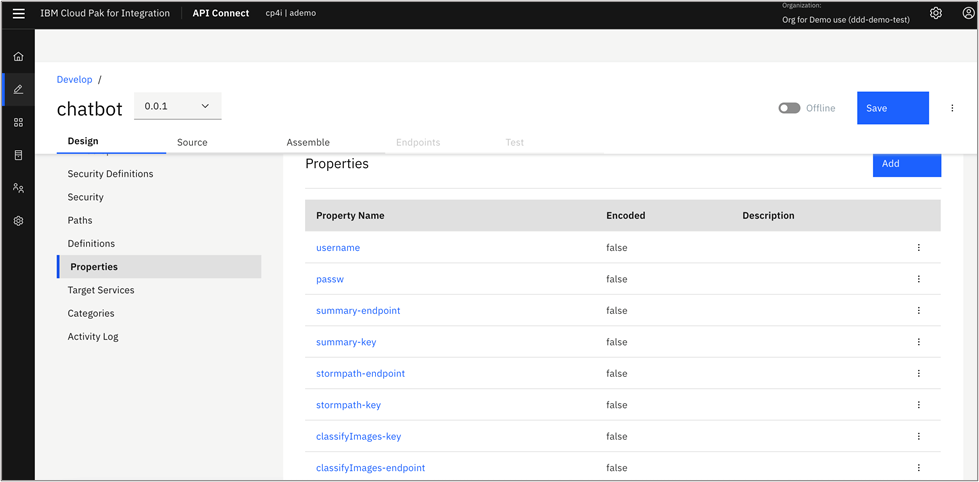 Organization:
IBM Cloud Pak for Integration API Connect cp4i | ademo
Org for Demo use (ddd-demo-test)
Develop /
chatbot 0.0.1
Offline
Save
Design Source Assemble Endpoints Test
Properties
Add
Security Definitions
Security
Paths
Definitions
Properties
Target Services
Categories
Activity Log
Property Name Encoded Description
username false
passw false
summary-endpoint false
summary-key false
stormpath-endpoint false
stormpath-key false
classifyImages-key false
classifyImages-endpoint false